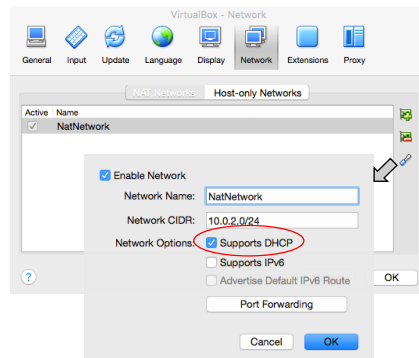 VirtualBox - Network
General Input Update Language Display Network Extensions Proxy
NAT Networks Host-only Networks
Active Name
NatNetwork
Enable Network
Network Name: NatNetwork
Network CIDR: 10.0.2.0/24
Network Options: Supports DHCP
Supports IPv6
Advertise Default IPv6 Route
Port Forwarding
? OK
Cancel OK